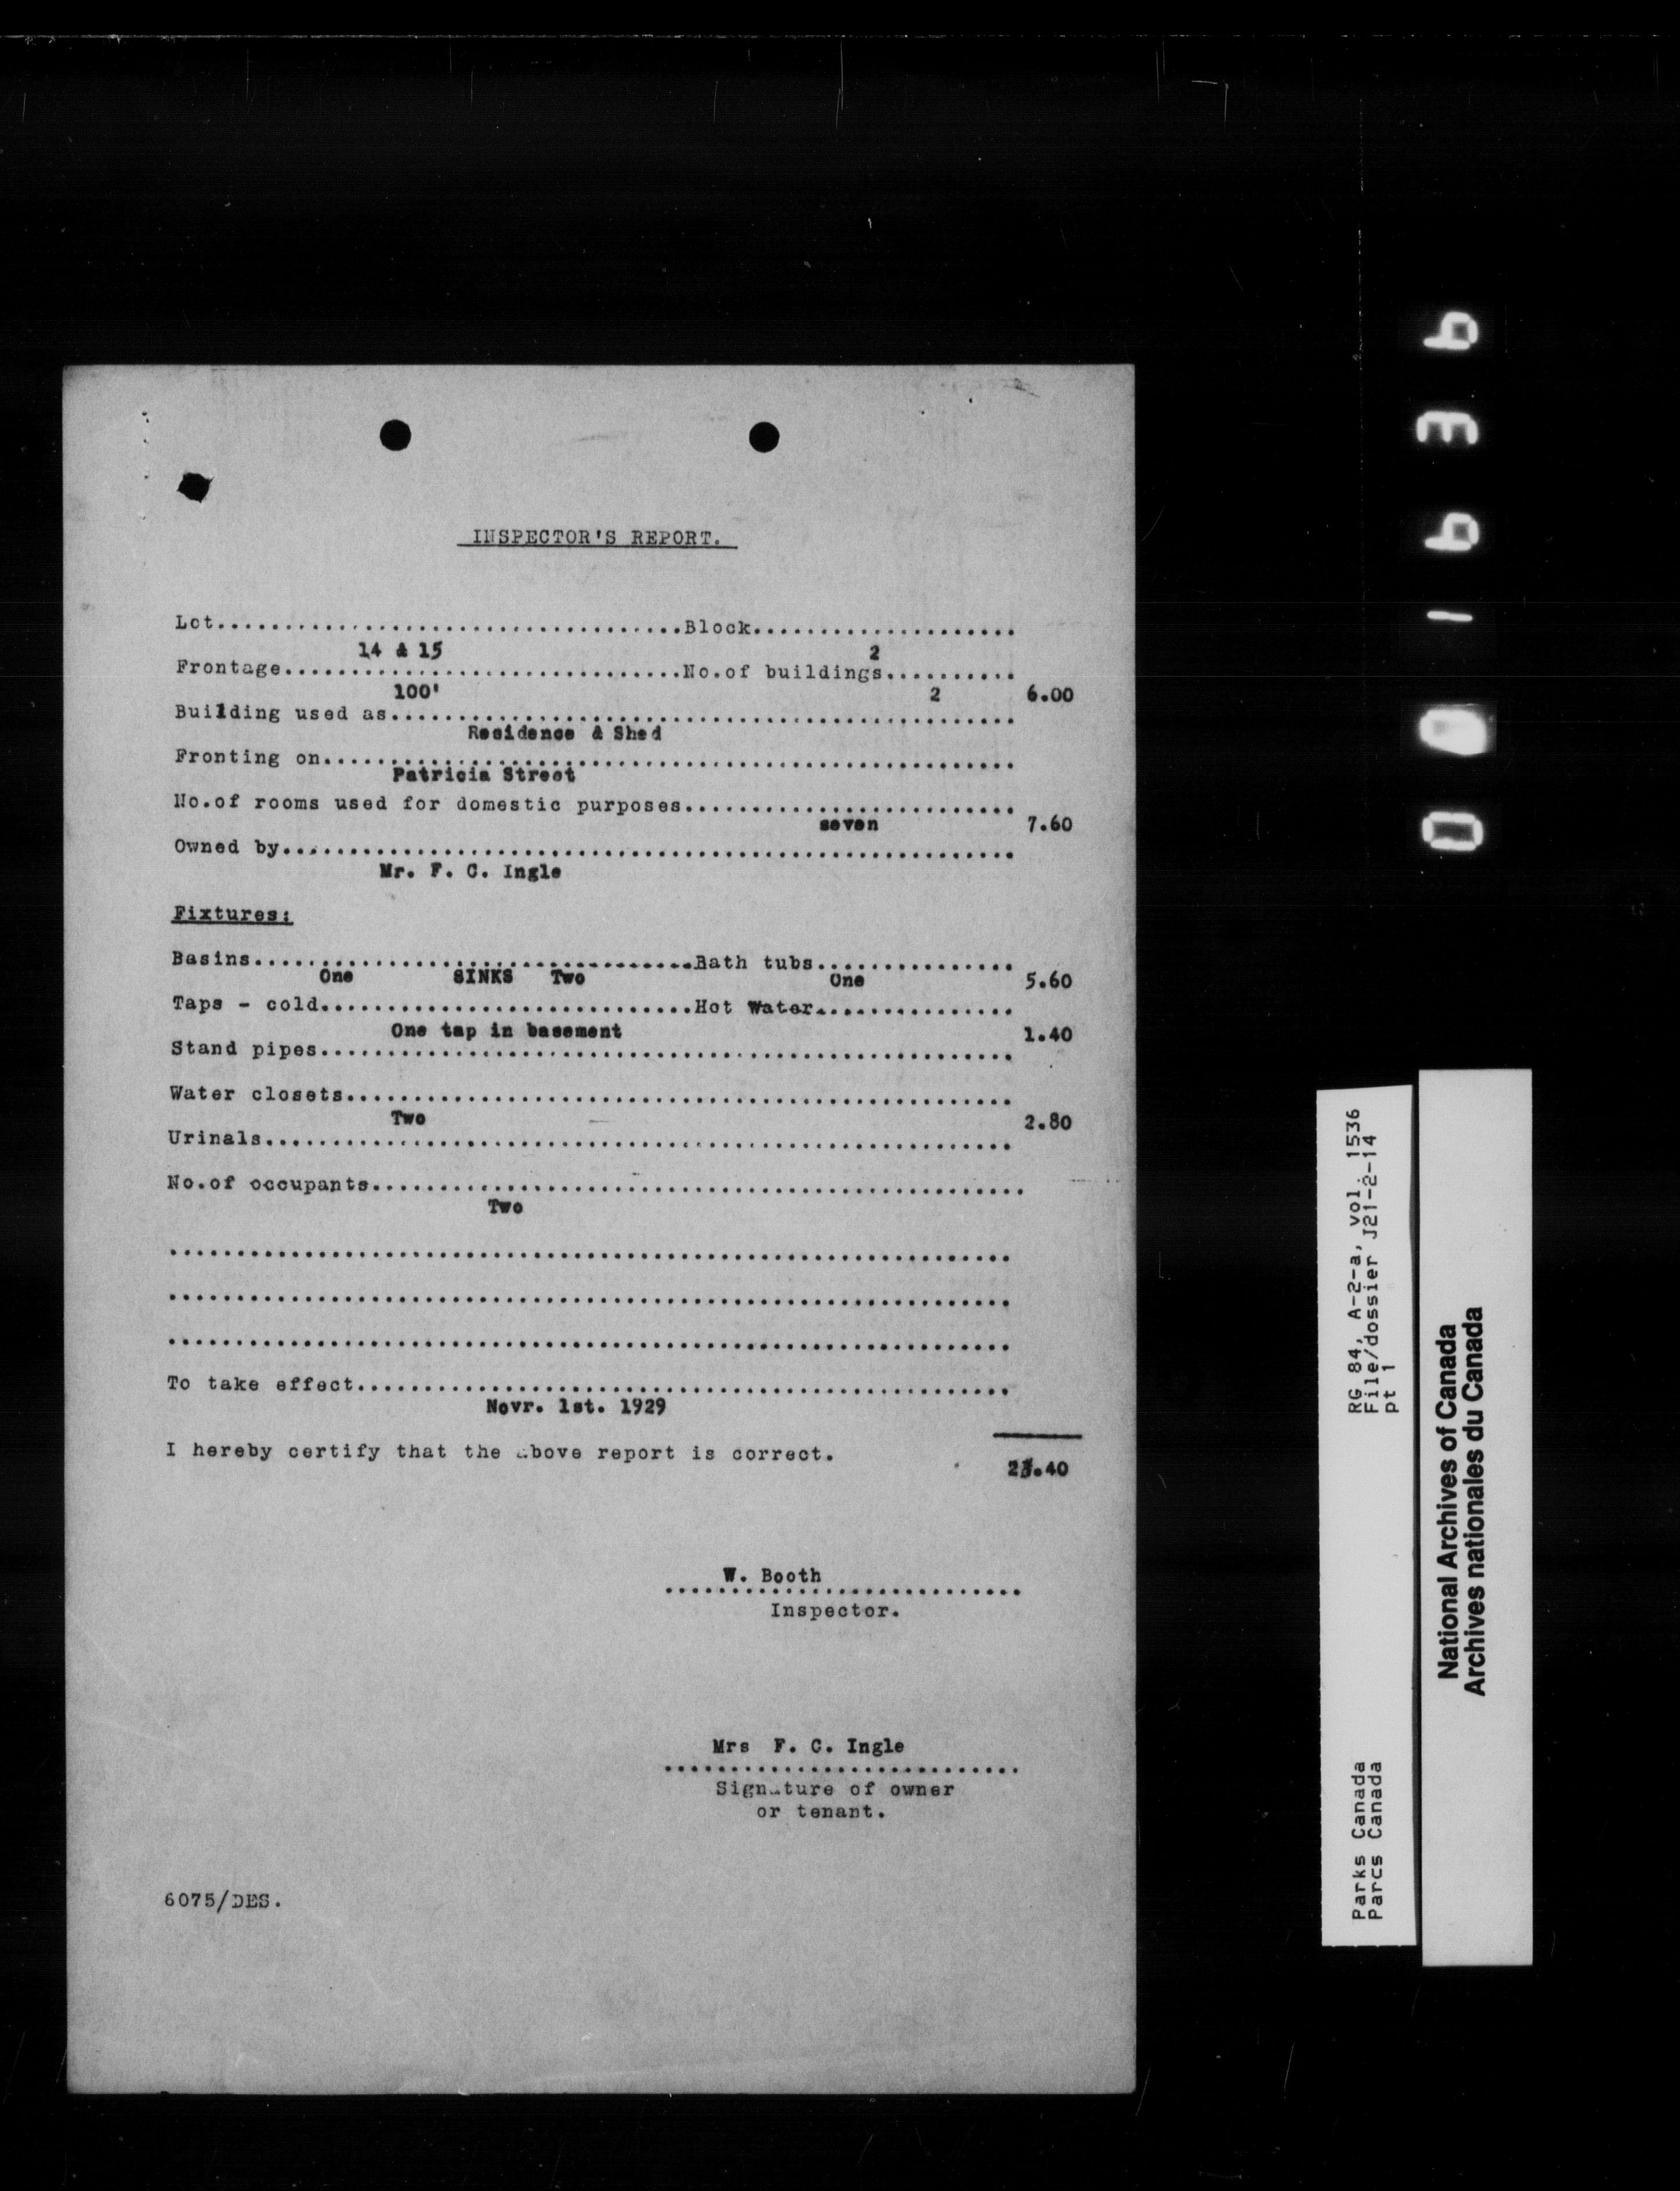 INSPECTOR'S REPORT.
Lot...................................Block....................
14 & 15 2
Frontage..............................No.of buildings..........
100' 2 6.00
Building used as...............................................
Residence & Shed
Fronting on....................................................
Patricia Street
No.of rooms used for domestic purposes.........................
seven 7.60
Owned by.......................................................
Mr. F. C. Ingle
Fixtures:
Basins.................................Bath tubs...............
One SINKS Two One 5.60
Taps - cold............................Hot Water...............
One tap in basement 1.40
Stand pipes....................................................
Water closets..................................................
Two 2.80
Urinals........................................................
No.of occupants.................................................
Two
...............................................................
...............................................................
...............................................................
To take effect.................................................
Novr. 1st. 1929
I hereby certify that the above report is correct.
23.40
W. Booth
...........................
Inspector.
Mrs F. C. Ingle
...........................
Signature of owner
or tenant.
6075/DES.
001636
RG 84, A-2-a, vol. 1536
File/dossier J21-2-14
pt 1
Parks Canada
Parcs Canada
National Archives of Canada
Archives nationales du Canada